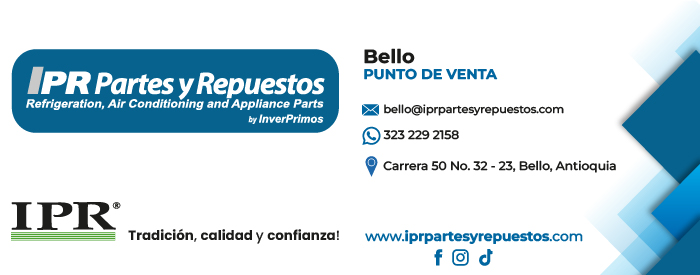 IPR Partes y Repuestos
Refrigeration, Air Conditioning and Appliance Parts
by InverPrimos
IPR®
Tradición, calidad y confianza!
Bello
PUNTO DE VENTA
bello@iprpartesyrepuestos.com
323 229 2158
Carrera 50 No. 32 - 23, Bello, Antioquia
www.iprpartesyrepuestos.com